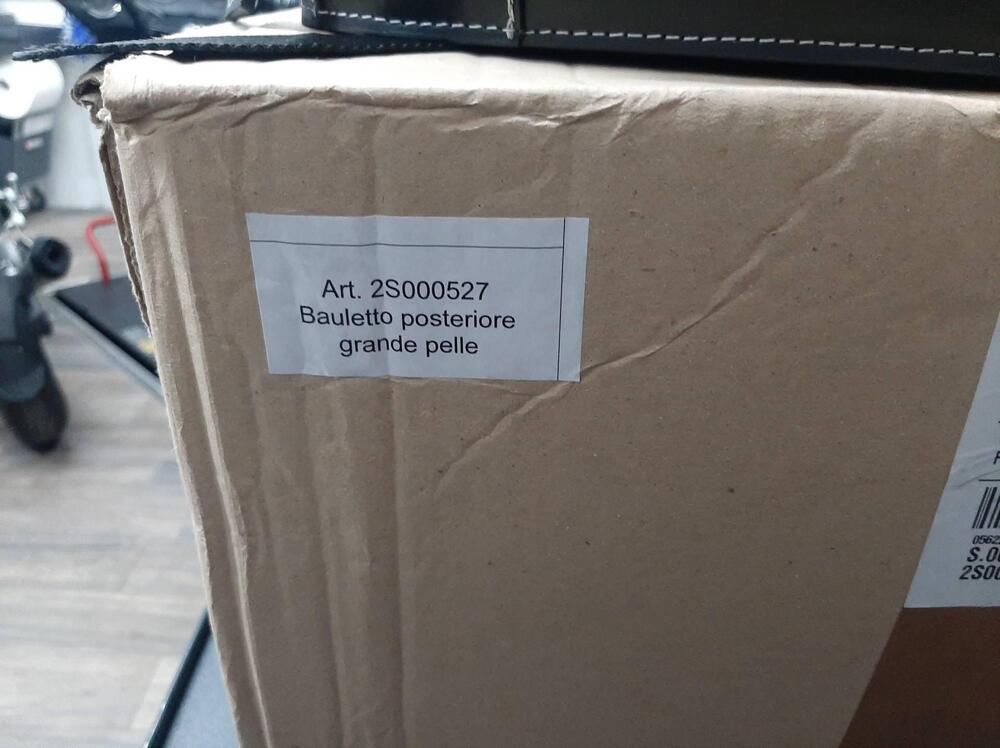 Art. 2S000527
Bauletto posteriore
grande pelle